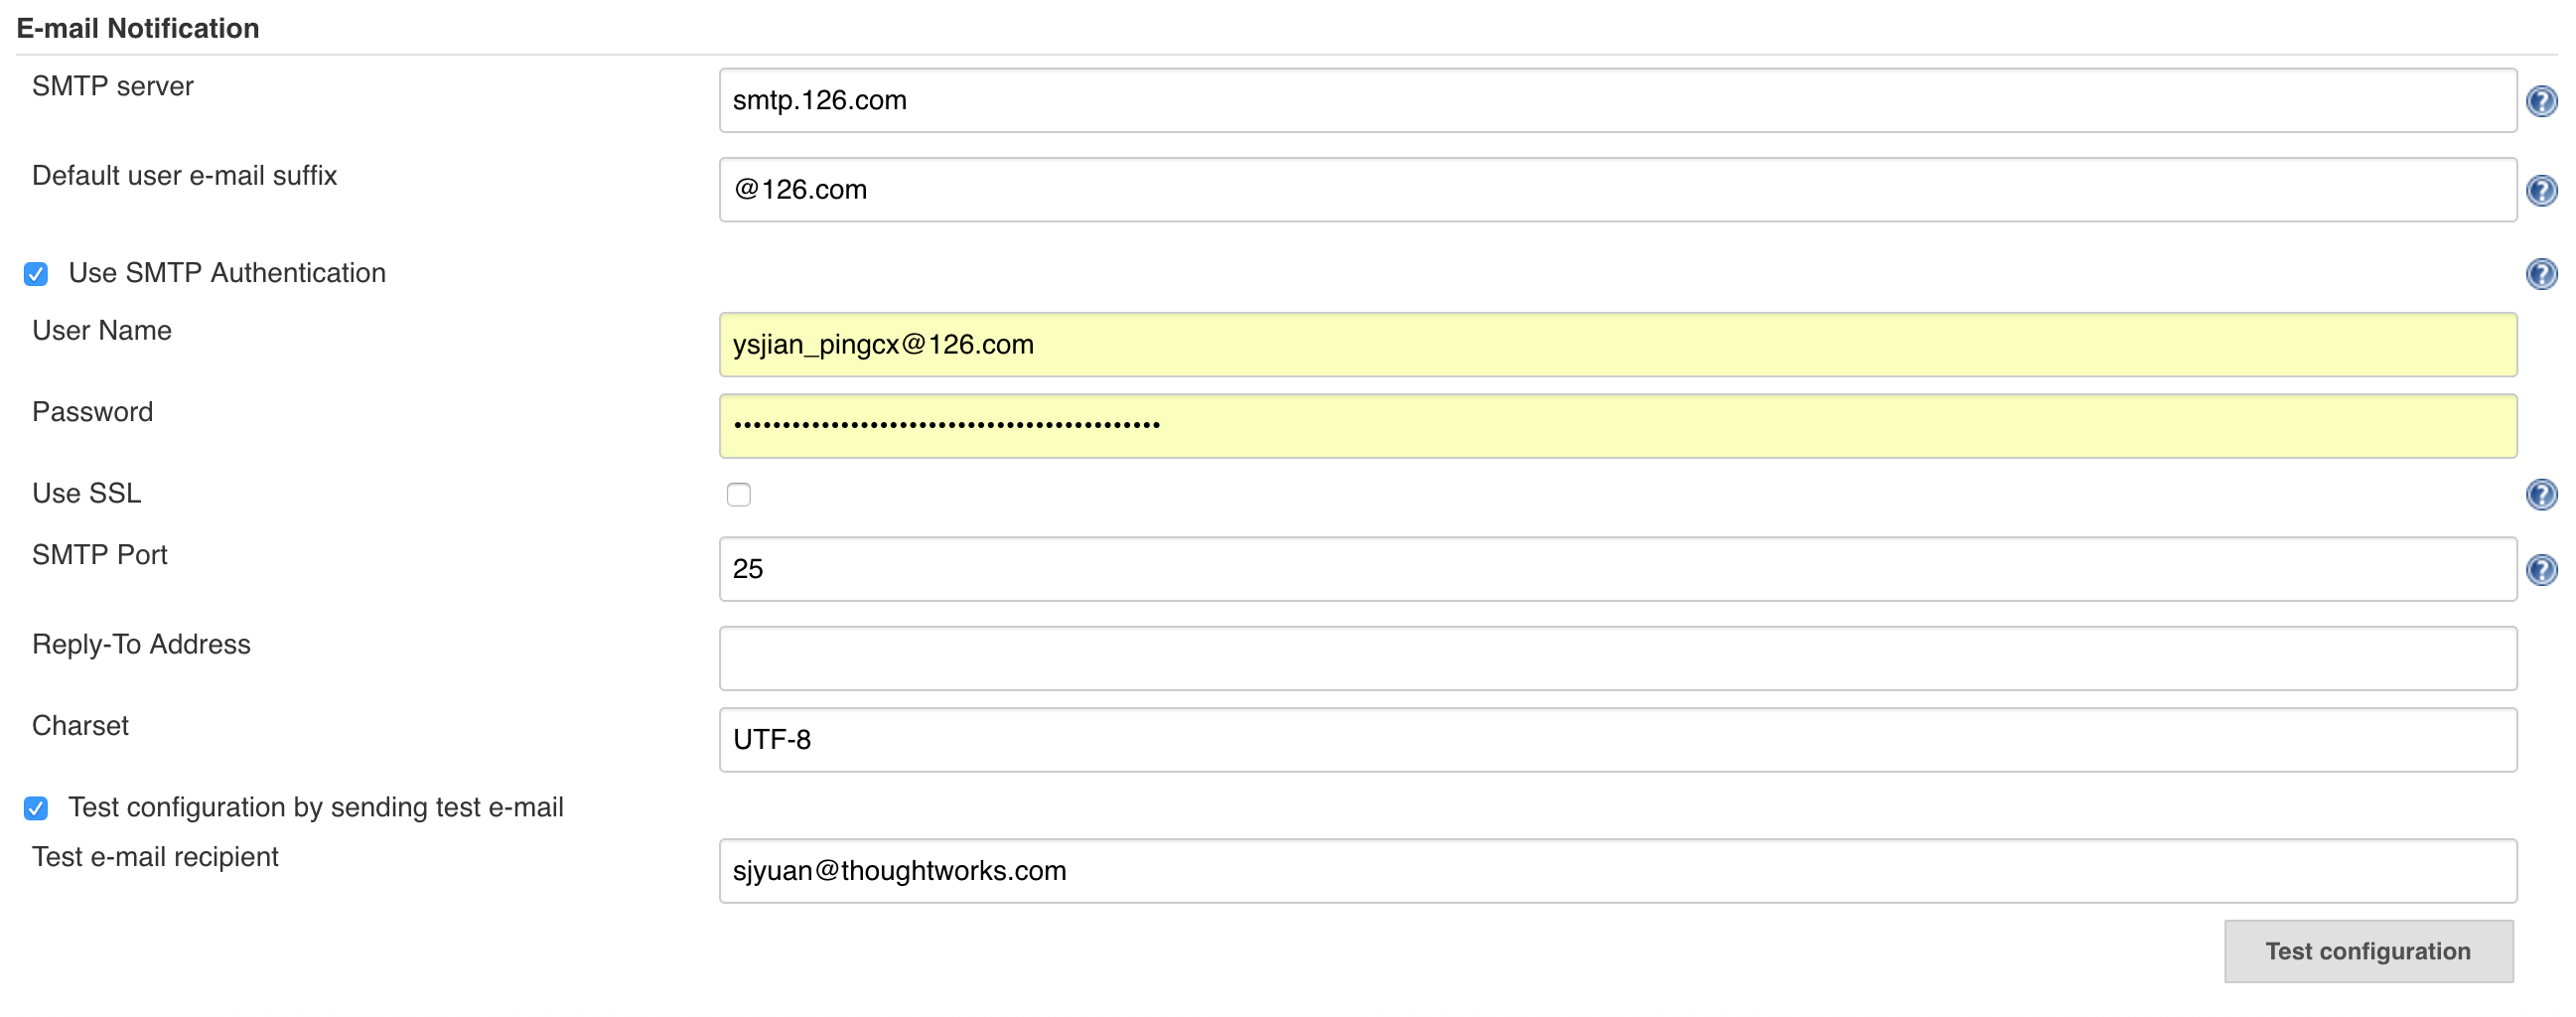 E-mail Notification
SMTP server
smtp.126.com
Default user e-mail suffix
@126.com
Use SMTP Authentication
User Name
ysjian_pingcx@126.com
Password
••••••••••••••••••••••••••••••••••••••••••••
Use SSL
SMTP Port
25
Reply-To Address
Charset
UTF-8
Test configuration by sending test e-mail
Test e-mail recipient
sjyuan@thoughtworks.com
Test configuration